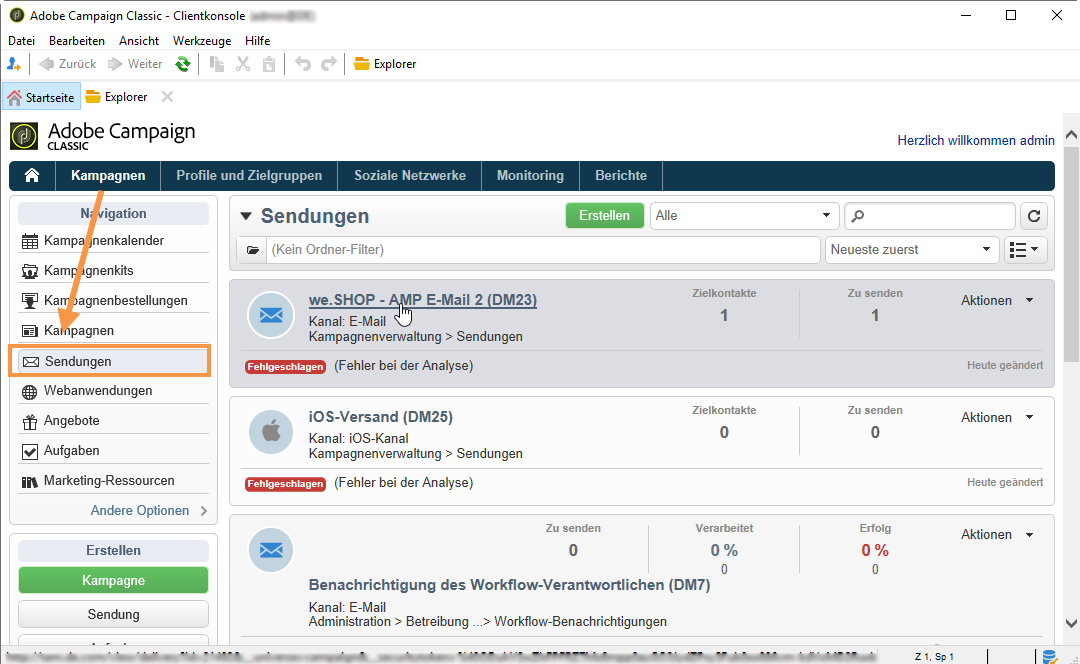 Adobe Campaign Classic - Clientkonsole
Datei Bearbeiten Ansicht Werkzeuge Hilfe
Zurück Weiter Explorer
Startseite Explorer
Adobe Campaign
CLASSIC
Herzlich willkommen admin
Kampagnen Profile und Zielgruppen Soziale Netzwerke Monitoring Berichte
Navigation
Kampagnenkalender
Kampagnenkits
Kampagnenbestellungen
Kampagnen
Sendungen
Webanwendungen
Angebote
Aufgaben
Marketing-Ressourcen
Andere Optionen
Erstellen
Kampagne
Sendung
Sendungen Erstellen Alle
(Kein Ordner-Filter) Neueste zuerst
we.SHOP - AMP E-Mail 2 (DM23)
Kanal: E-Mail
Kampagnenverwaltung > Sendungen
Zielkontakte Zu senden
1 1
Aktionen
Fehlgeschlagen (Fehler bei der Analyse) Heute geändert
iOS-Versand (DM25)
Kanal: iOS-Kanal
Kampagnenverwaltung > Sendungen
Zielkontakte Zu senden
0 0
Aktionen
Fehlgeschlagen (Fehler bei der Analyse) Heute geändert
Zu senden Verarbeitet Erfolg
0 0 % 0 %
0 0
Aktionen
Benachrichtigung des Workflow-Verantwortlichen (DM7)
Kanal: E-Mail
Administration > Betreibung ...> Workflow-Benachrichtigungen
Z 1, Sp 1